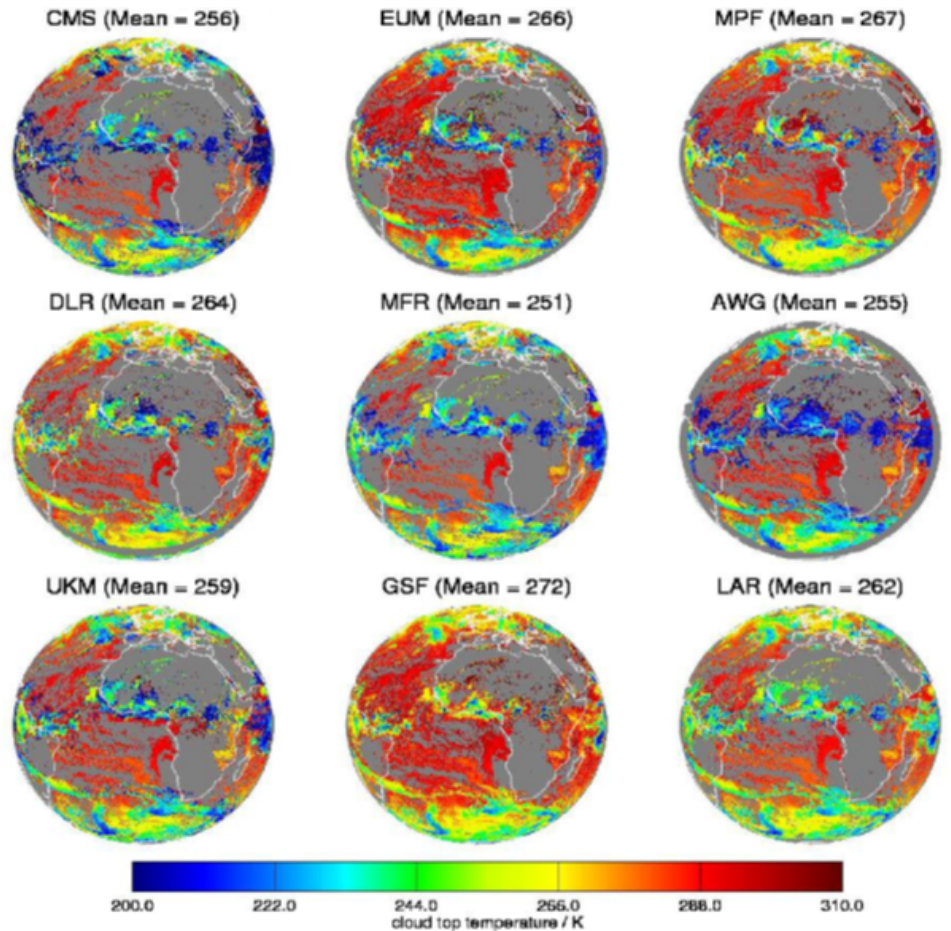 CMS (Mean = 256) EUM (Mean = 266) MPF (Mean = 267)
DLR (Mean = 264) MFR (Mean = 251) AWG (Mean = 255)
UKM (Mean = 259) GSF (Mean = 272) LAR (Mean = 262)
200.0 222.0 244.0 266.0 288.0 310.0
cloud top temperature / K